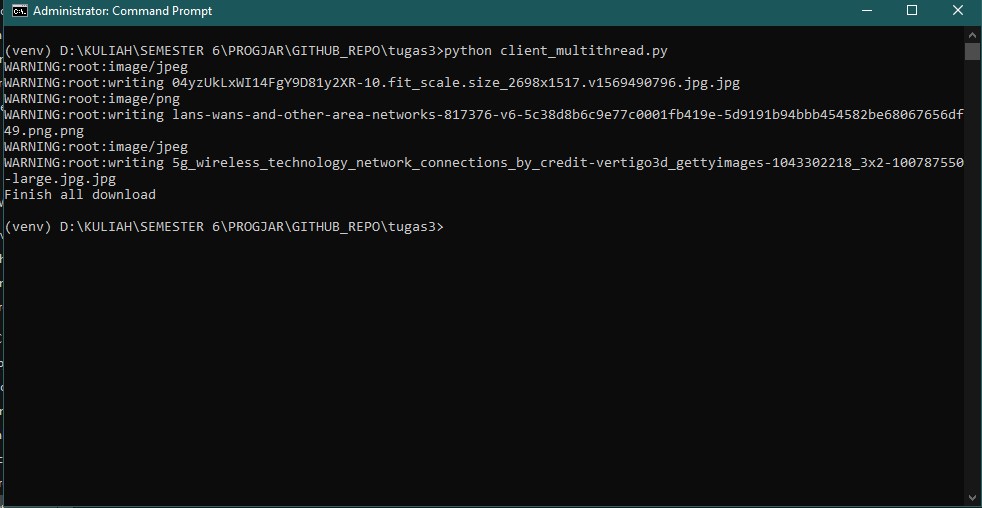 Administrator: Command Prompt
(venv) D:\KULIAH\SEMESTER 6\PROGJAR\GITHUB_REPO\tugas3>python client_multithread.py
WARNING:root:image/jpeg
WARNING:root:writing 04yzUkLxWI14FgY9D81y2XR-10.fit_scale.size_2698x1517.v1569490796.jpg.jpg
WARNING:root:image/png
WARNING:root:writing lans-wans-and-other-area-networks-817376-v6-5c38d8b6c9e77c0001fb419e-5d9191b94bbb454582be68067656df
49.png.png
WARNING:root:image/jpeg
WARNING:root:writing 5g_wireless_technology_network_connections_by_credit-vertigo3d_gettyimages-1043302218_3x2-100787550
-large.jpg.jpg
Finish all download
(venv) D:\KULIAH\SEMESTER 6\PROGJAR\GITHUB_REPO\tugas3>